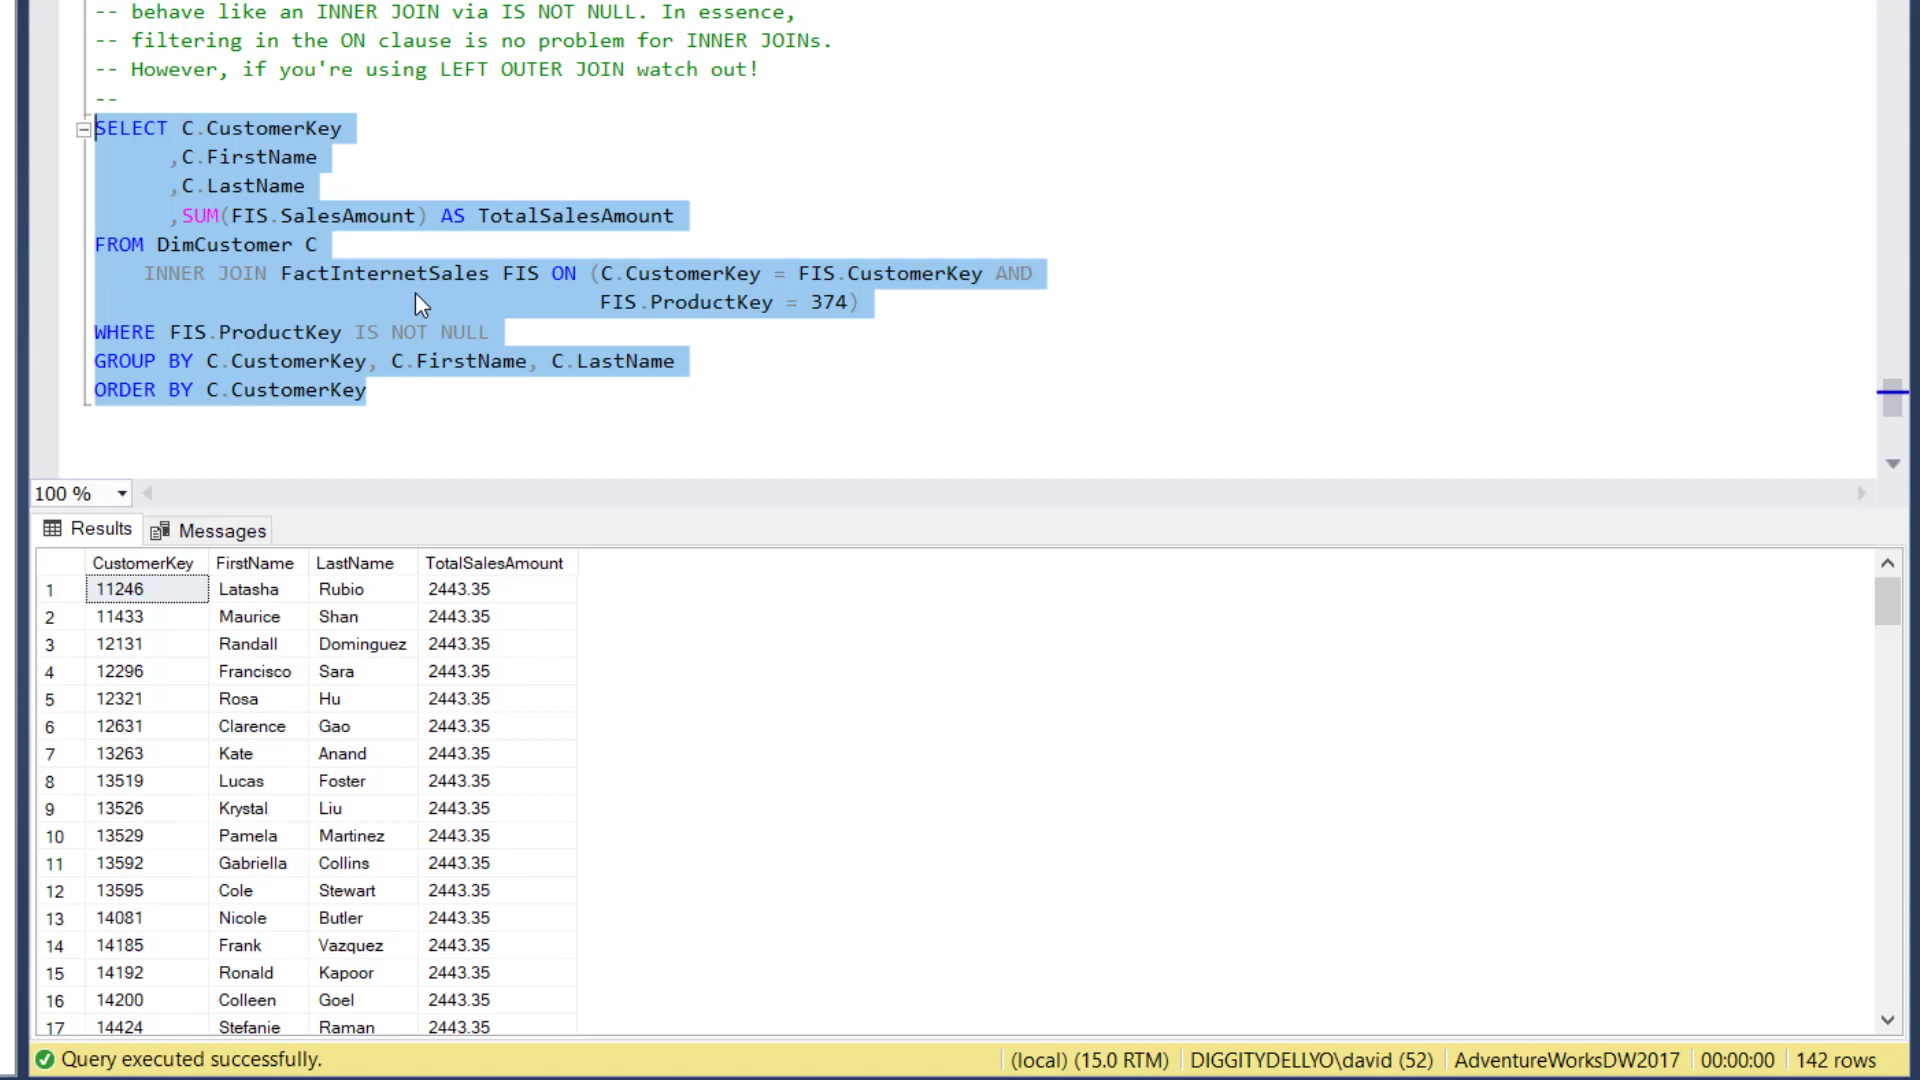 -- behave like an INNER JOIN via IS NOT NULL. In essence,
-- filtering in the ON clause is no problem for INNER JOINs.
-- However, if you're using LEFT OUTER JOIN watch out!
--
SELECT C.CustomerKey
,C.FirstName
,C.LastName
,SUM(FIS.SalesAmount) AS TotalSalesAmount
FROM DimCustomer C
INNER JOIN FactInternetSales FIS ON (C.CustomerKey = FIS.CustomerKey AND
FIS.ProductKey = 374)
WHERE FIS.ProductKey IS NOT NULL
GROUP BY C.CustomerKey, C.FirstName, C.LastName
ORDER BY C.CustomerKey
100 %
Results Messages
CustomerKey FirstName LastName TotalSalesAmount
1 11246 Latasha Rubio 2443.35
2 11433 Maurice Shan 2443.35
3 12131 Randall Dominguez 2443.35
4 12296 Francisco Sara 2443.35
5 12321 Rosa Hu 2443.35
6 12631 Clarence Gao 2443.35
7 13263 Kate Anand 2443.35
8 13519 Lucas Foster 2443.35
9 13526 Krystal Liu 2443.35
10 13529 Pamela Martinez 2443.35
11 13592 Gabriella Collins 2443.35
12 13595 Cole Stewart 2443.35
13 14081 Nicole Butler 2443.35
14 14185 Frank Vazquez 2443.35
15 14192 Ronald Kapoor 2443.35
16 14200 Colleen Goel 2443.35
17 14424 Stefanie Raman 2443.35
Query executed successfully. (local) (15.0 RTM) DIGGITYDELLYO\david (52) AdventureWorksDW2017 00:00:00 142 rows